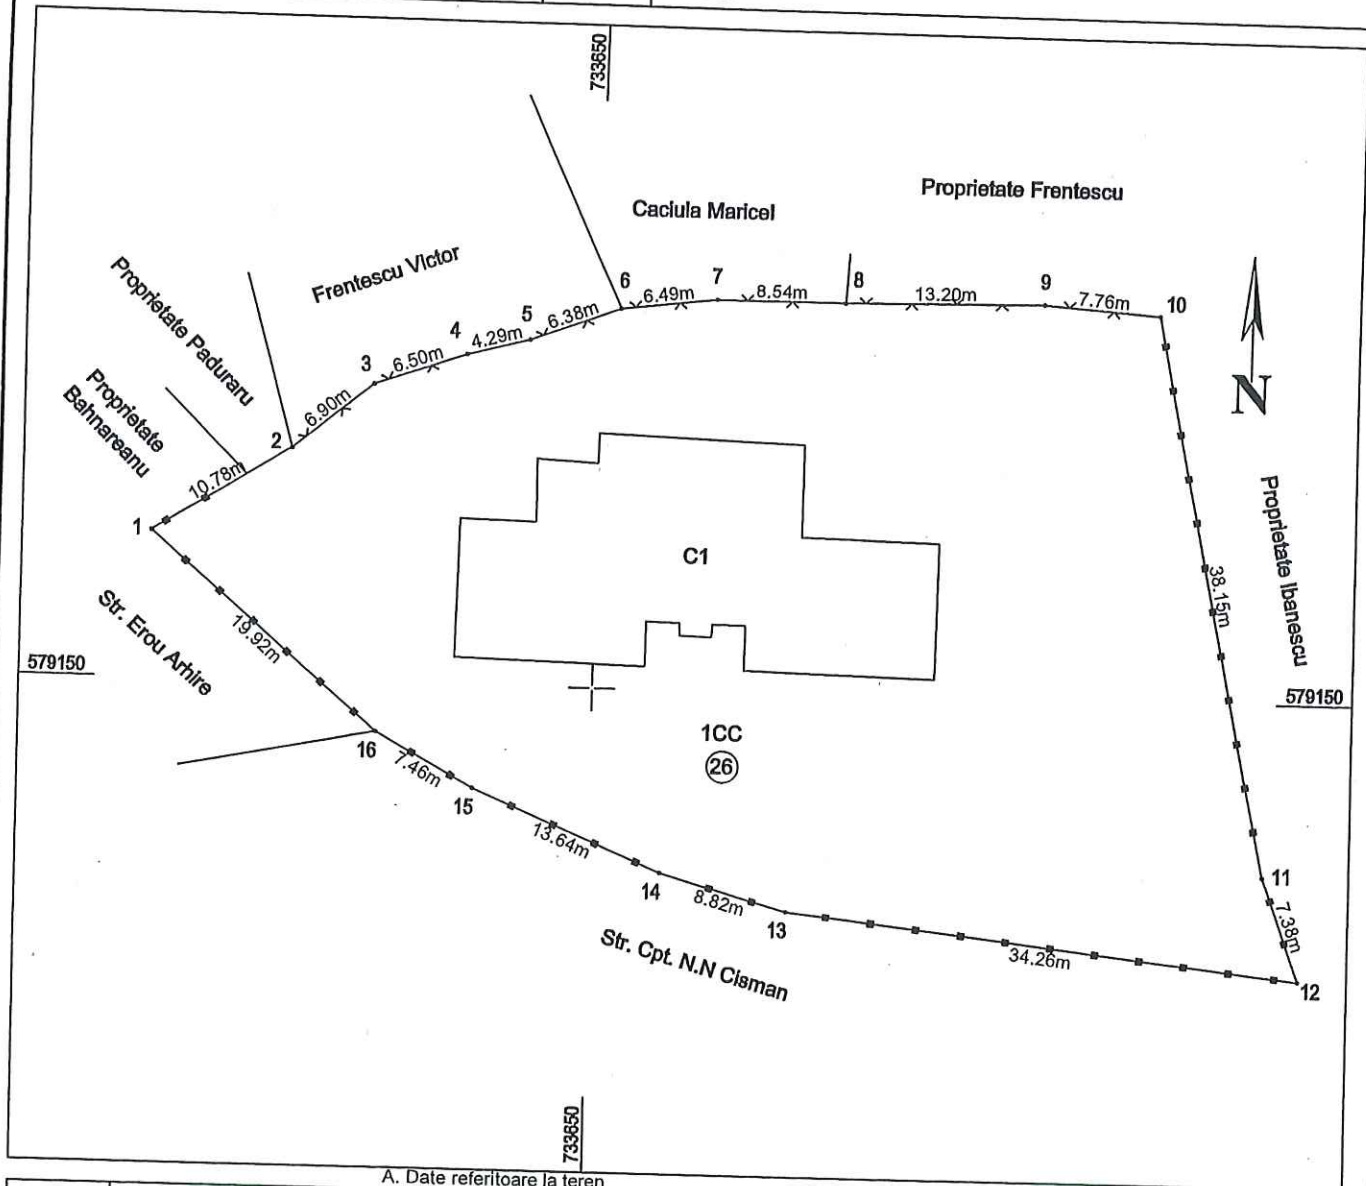 733650
Proprietate Frentescu
Caciula Maricel
Frentescu Victor
Proprietate Paduraru
Proprietate
Bahnareanu
6
7
8
9
10
6.49m
8.54m
13.20m
7.76m
5
6.38m
4
4.29m
3
6.50m
6.90m
2
10.78m
1
N
C1
Proprietate Ibanescu
38.15m
Str. Erou Arhire
19.92m
579150
579150
1CC
26
16
7.46m
15
13.64m
14
8.82m
13
34.26m
11
7.38m
12
Str. Cpt. N.N Cisman
733650
A. Date referitoare la teren